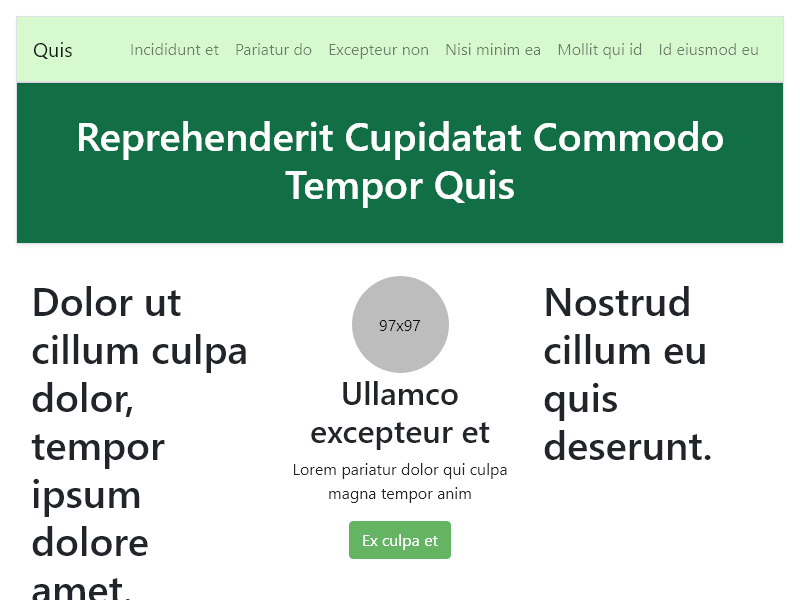 Quis
Incididunt et
Pariatur do
Excepteur non
Nisi minim ea
Mollit qui id
Id eiusmod eu
Reprehenderit Cupidatat Commodo
Tempor Quis
Dolor ut
cillum culpa
dolor,
tempor
ipsum
dolore
amet.
97x97
Ullamco
excepteur et
Lorem pariatur dolor qui culpa
magna tempor anim
Ex culpa et
Nostrud
cillum eu
quis
deserunt.